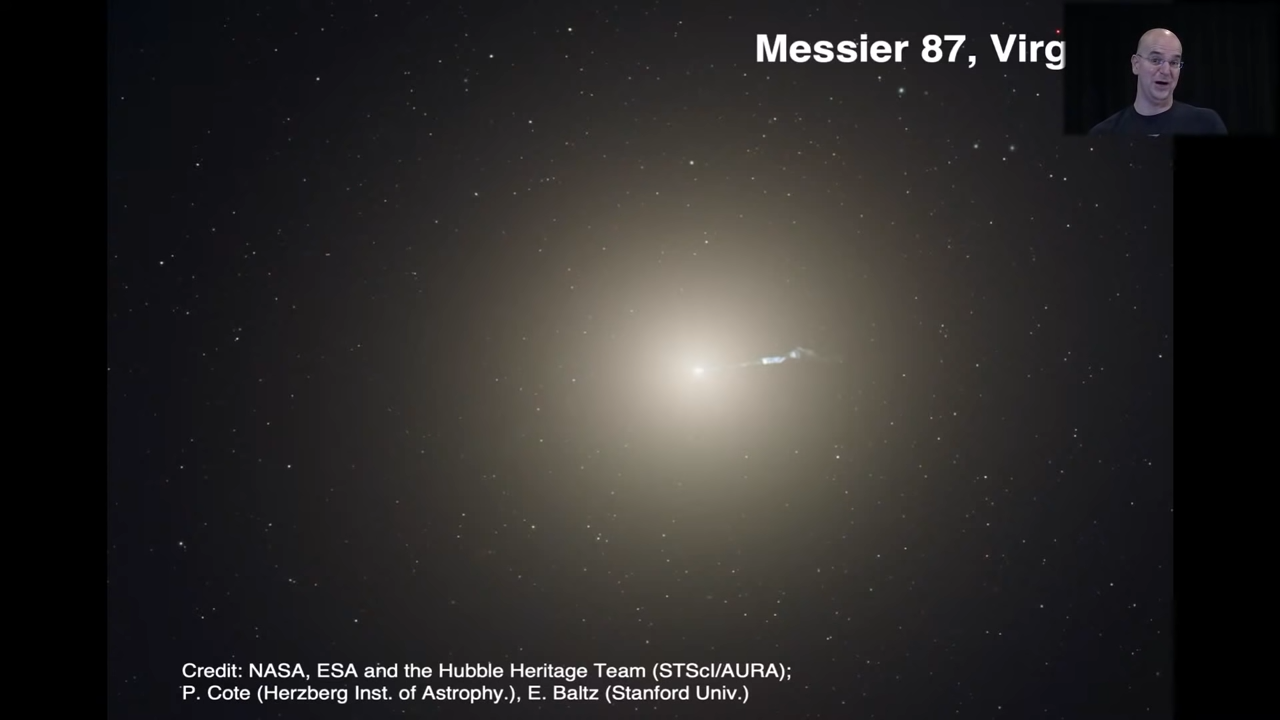 Messier 87, Virg
Credit: NASA, ESA and the Hubble Heritage Team (STScI/AURA);
P. Cote (Herzberg Inst. of Astrophy.), E. Baltz (Stanford Univ.)